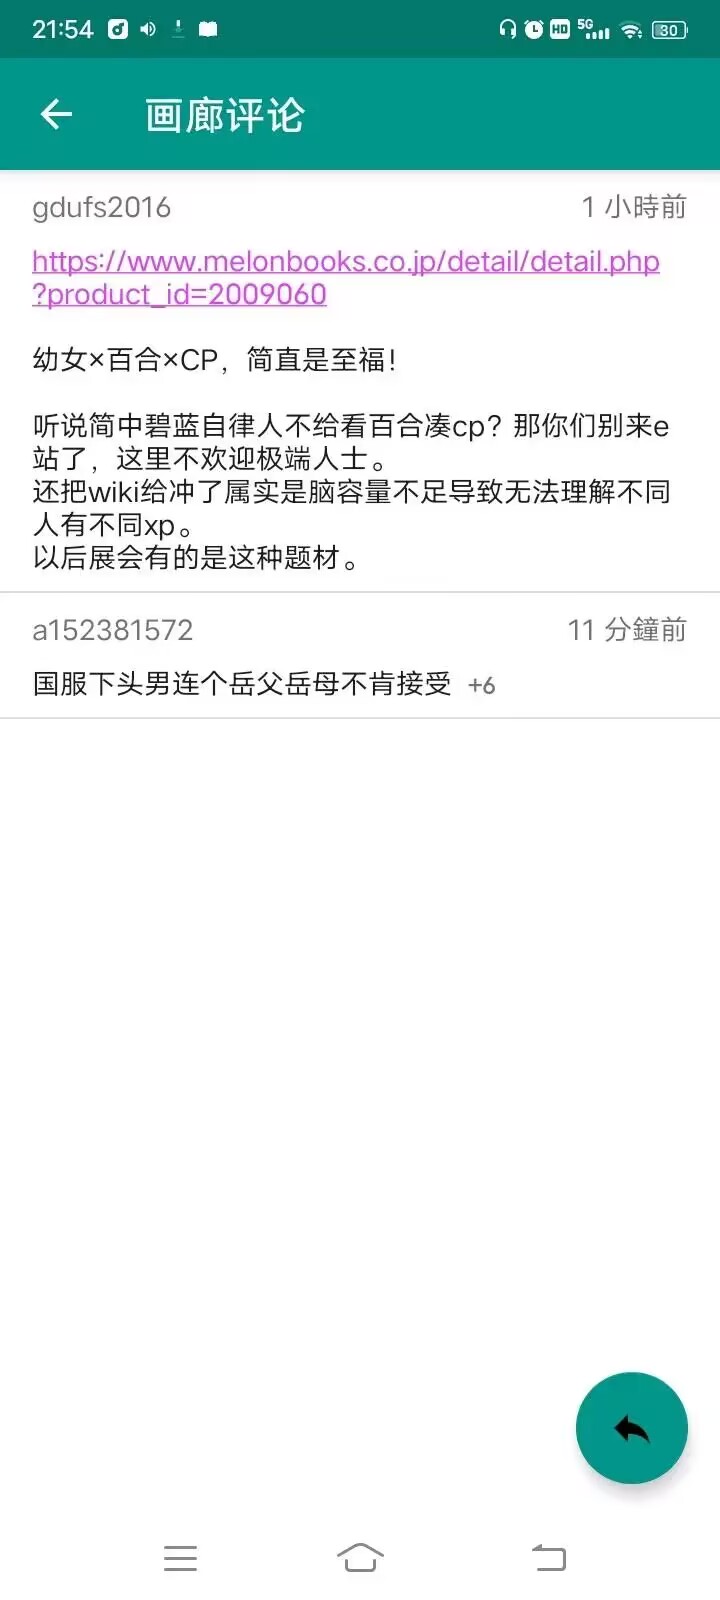 21:54
HD 5G 30
画廊评论
gdufs2016 1 小時前
https://www.melonbooks.co.jp/detail/detail.php
?product_id=2009060
幼女×百合×CP，简直是至福！
听说简中碧蓝自律人不给看百合凑cp？那你们别来e
站了，这里不欢迎极端人士。
还把wiki给冲了属实是脑容量不足导致无法理解不同
人有不同xp。
以后展会有的是这种题材。
a152381572 11 分鐘前
国服下头男连个岳父岳母不肯接受 +6